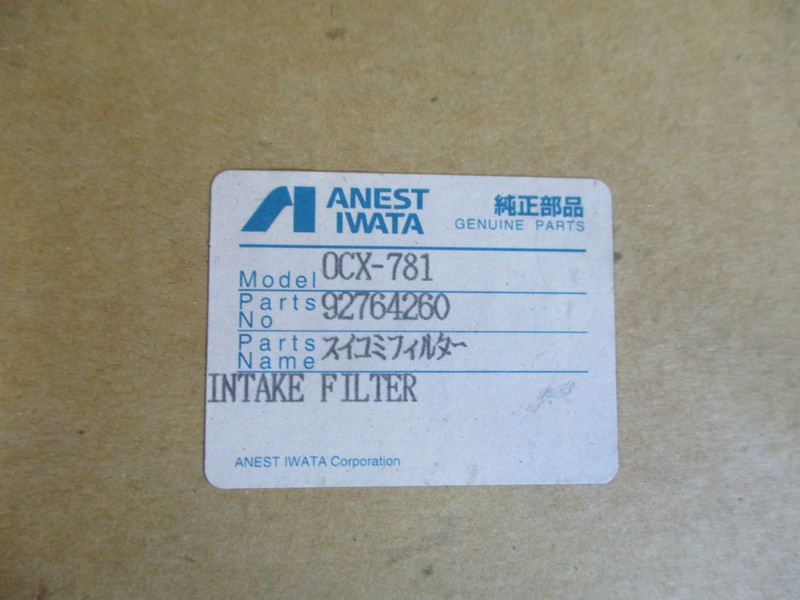 ANEST
IWATA
純正部品
GENUINE PARTS
Model OCX-781
Parts No 92764260
Parts Name スイコミフィルター
INTAKE FILTER
ANEST IWATA Corporation